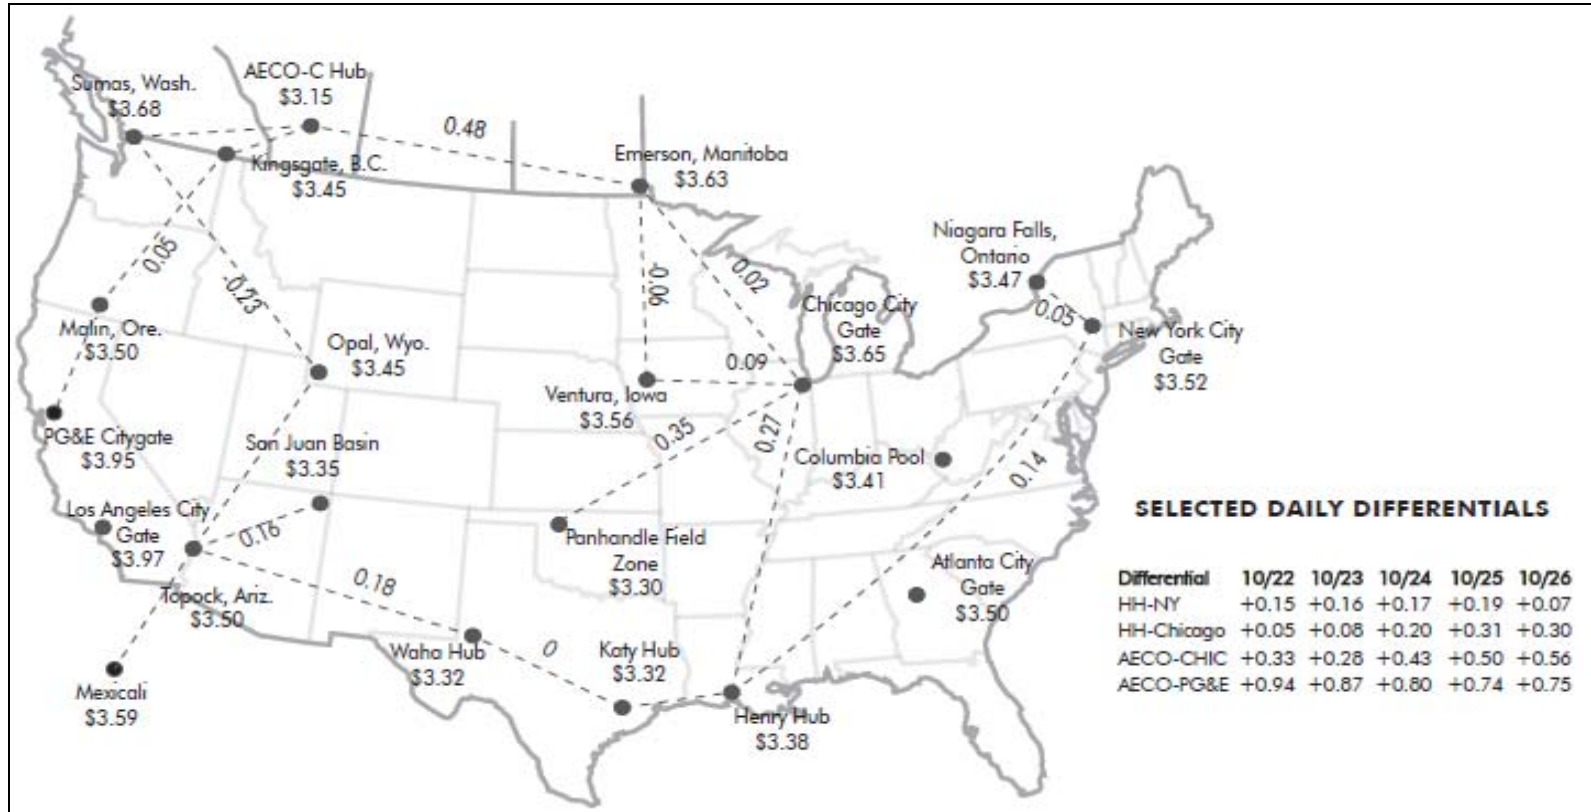 Sumas, Wash.
$3.68
AECO-C Hub
$3.15
0.48
Kingsgate, B.C.
$3.45
Emerson, Manitoba
$3.63
Niagara Falls,
Ontario
$3.47
0.05
-0.23
-0.06
0.02
0.05
Malin, Ore.
$3.50
Opal, Wyo.
$3.45
Chicago City
Gate
$3.65
New York City
Gate
$3.52
0.09
Ventura, Iowa
$3.56
0.35
0.27
PG&E Citygate
$3.95
San Juan Basin
$3.35
Columbia Pool
$3.41
0.14
Los Angeles City
Gate
$3.97
0.16
Panhandle Field
Zone
$3.30
Atlanta City
Gate
$3.50
Topock, Ariz.
$3.50
0.18
Waha Hub
$3.32
0
Katy Hub
$3.32
Mexicali
$3.59
Henry Hub
$3.38
SELECTED DAILY DIFFERENTIALS
Differential 10/22 10/23 10/24 10/25 10/26
HH-NY +0.15 +0.16 +0.17 +0.19 +0.07
HH-Chicago +0.05 +0.08 +0.20 +0.31 +0.30
AECO-CHIC +0.33 +0.28 +0.43 +0.50 +0.56
AECO-PG&E +0.94 +0.87 +0.80 +0.74 +0.75